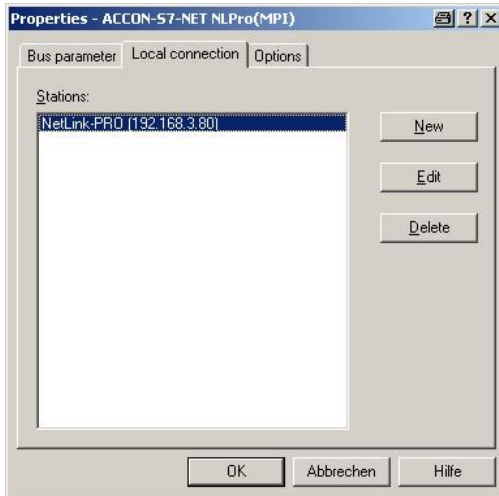 Properties - ACCON-S7-NET NLPro(MPI)
Bus parameter Local connection Options
Stations:
NetLink-PRO (192.168.3.80)
New
Edit
Delete
OK Abbrechen Hilfe